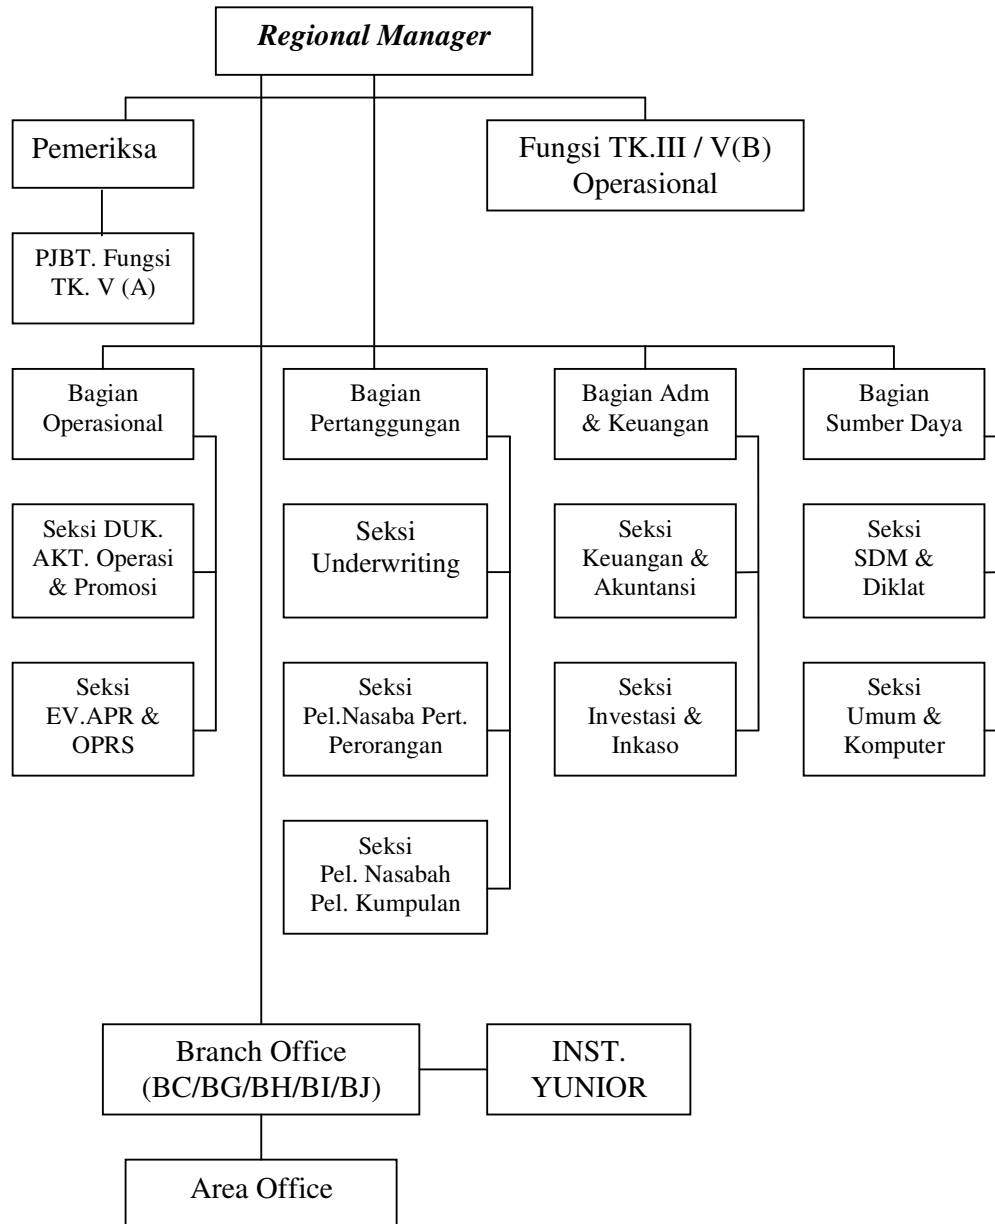 Regional Manager
Pemeriksa
Fungsi TK.III / V(B)
Operasional
PJBT. Fungsi
TK. V (A)
Bagian
Operasional
Bagian
Pertanggungan
Bagian Adm
& Keuangan
Bagian
Sumber Daya
Seksi DUK.
AKT. Operasi
& Promosi
Seksi
Underwriting
Seksi
Keuangan &
Akuntansi
Seksi
SDM &
Diklat
Seksi
EV.APR &
OPRS
Seksi
Pel.Nasaba Pert.
Perorangan
Seksi
Investasi &
Inkaso
Seksi
Umum &
Komputer
Seksi
Pel. Nasabah
Pel. Kumpulan
Branch Office
(BC/BG/BH/BI/BJ)
INST.
YUNIOR
Area Office